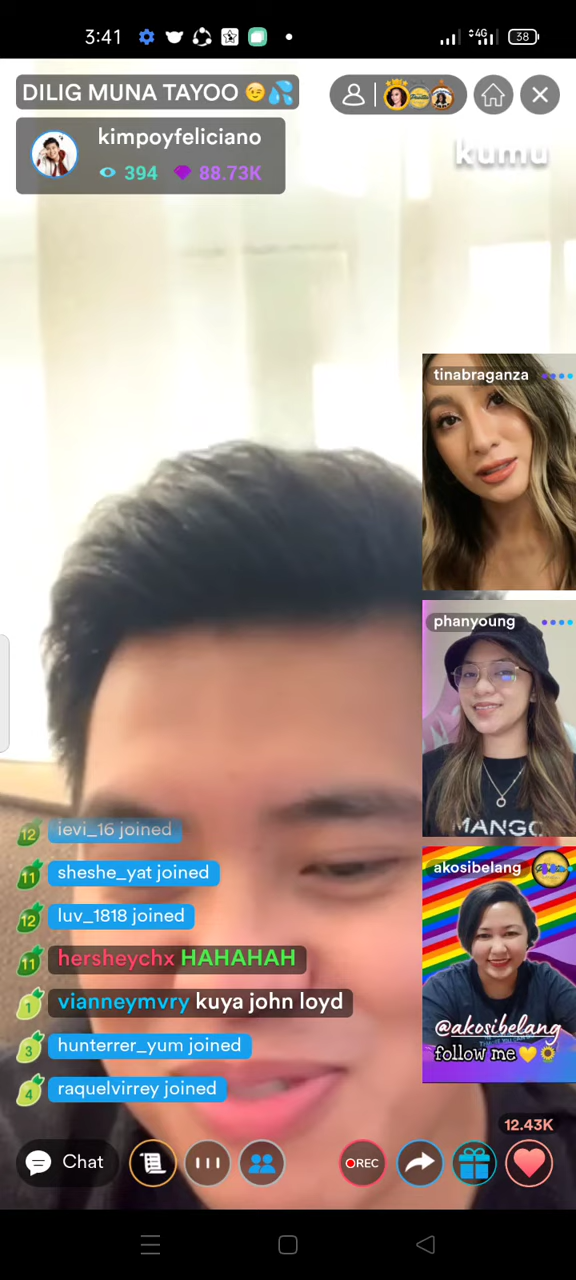 3:41
4G
38
DILIG MUNA TAYOO 😉💦
kimpoyfeliciano
394 88.73K
kumu
tinabraganza
phanyoung
MANGO
akosibelang
@akosibelang
follow me 💛🌻
12 ievi_16 joined
11 sheshe_yat joined
12 luv_1818 joined
11 hersheychx HAHAHAH
1 vianneymvry kuya john loyd
3 hunterrer_yum joined
4 raquelvirrey joined
12.43K
Chat
REC